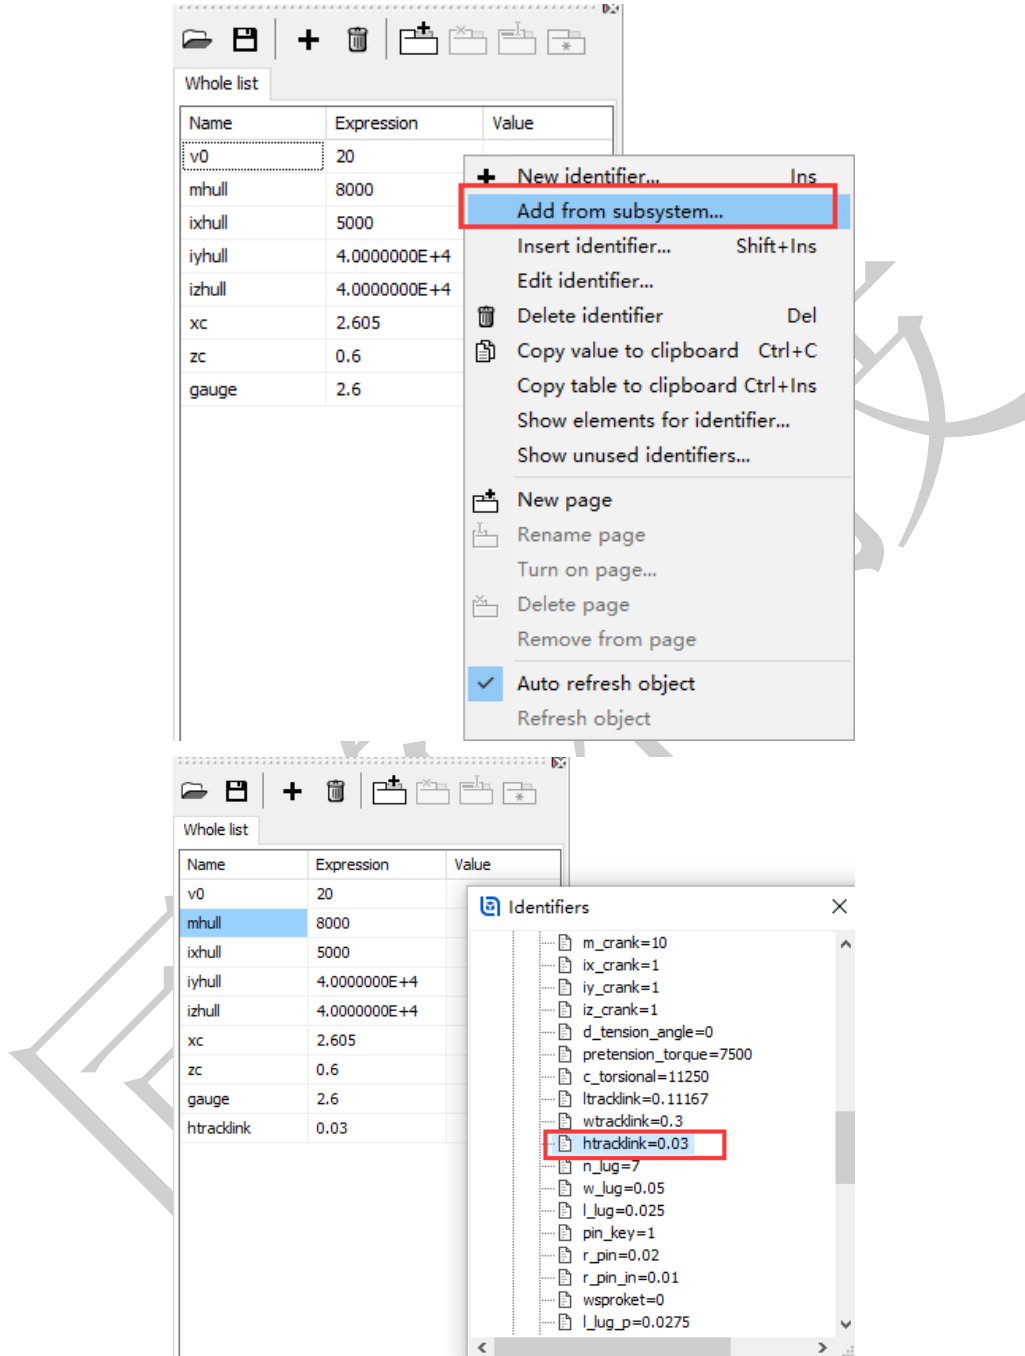 Whole list
Name Expression Value
v0 20
mhull 8000
ixhull 5000
iyhull 4.0000000E+4
izhull 4.0000000E+4
xc 2.605
zc 0.6
gauge 2.6
New identifier... Ins
Add from subsystem...
Insert identifier... Shift+Ins
Edit identifier...
Delete identifier Del
Copy value to clipboard Ctrl+C
Copy table to clipboard Ctrl+Ins
Show elements for identifier...
Show unused identifiers...
New page
Rename page
Turn on page...
Delete page
Remove from page
Auto refresh object
Refresh object
Whole list
Name Expression Value
v0 20
mhull 8000
ixhull 5000
iyhull 4.0000000E+4
izhull 4.0000000E+4
xc 2.605
zc 0.6
gauge 2.6
htracklink 0.03
Identifiers
m_crank=10
ix_crank=1
iy_crank=1
iz_crank=1
d_tension_angle=0
pretension_torque=7500
c_torsional=11250
ltracklink=0.11167
wtracklink=0.3
htracklink=0.03
n_lug=7
w_lug=0.05
l_lug=0.025
pin_key=1
r_pin=0.02
r_pin_in=0.01
wsproket=0
l_lug_p=0.0275